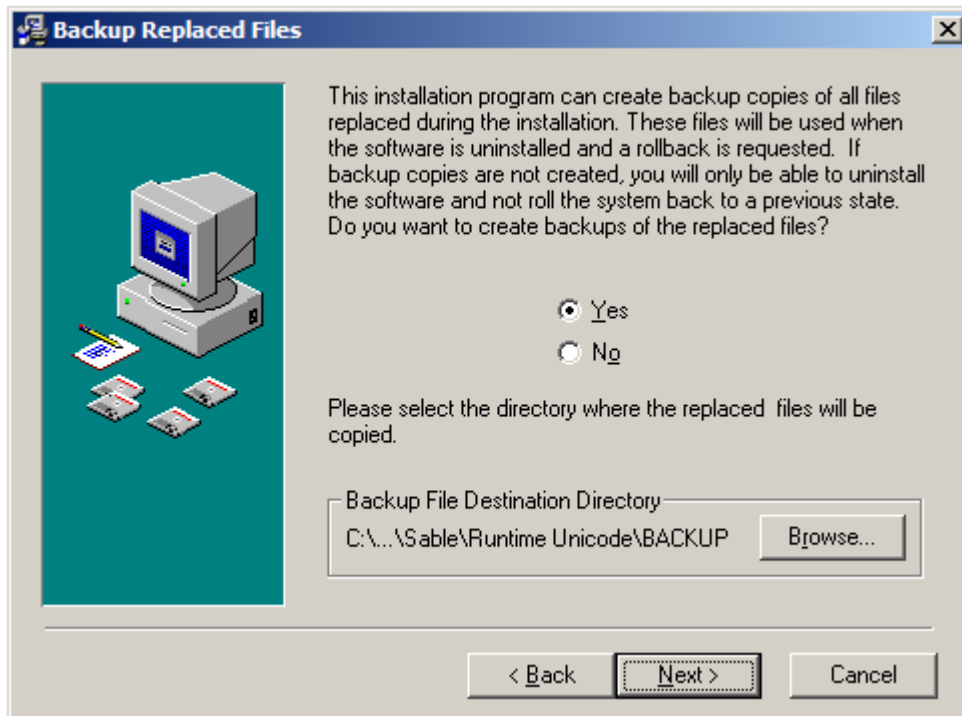 Backup Replaced Files
This installation program can create backup copies of all files
replaced during the installation. These files will be used when
the software is uninstalled and a rollback is requested.  If
backup copies are not created, you will only be able to uninstall
the software and not roll the system back to a previous state.
Do you want to create backups of the replaced files?
Yes
No
Please select the directory where the replaced  files will be
copied.
Backup File Destination Directory
C:\...\Sable\Runtime Unicode\BACKUP
Browse...
< Back
Next >
Cancel